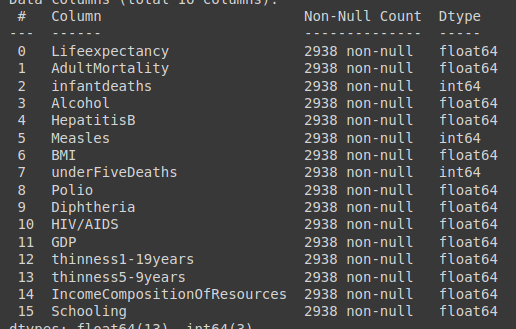 Data columns (total 16 columns):
 #   Column                       Non-Null Count  Dtype
---  ------                       --------------  -----
 0   Lifeexpectancy               2938 non-null   float64
 1   AdultMortality               2938 non-null   float64
 2   infantdeaths                 2938 non-null   int64
 3   Alcohol                      2938 non-null   float64
 4   HepatitisB                   2938 non-null   float64
 5   Measles                      2938 non-null   int64
 6   BMI                          2938 non-null   float64
 7   underFiveDeaths              2938 non-null   int64
 8   Polio                        2938 non-null   float64
 9   Diphtheria                   2938 non-null   float64
 10  HIV/AIDS                     2938 non-null   float64
 11  GDP                          2938 non-null   float64
 12  thinness1-19years            2938 non-null   float64
 13  thinness5-9years             2938 non-null   float64
 14  IncomeCompositionOfResources 2938 non-null   float64
 15  Schooling                    2938 non-null   float64
dtypes: float64(13), int64(3)